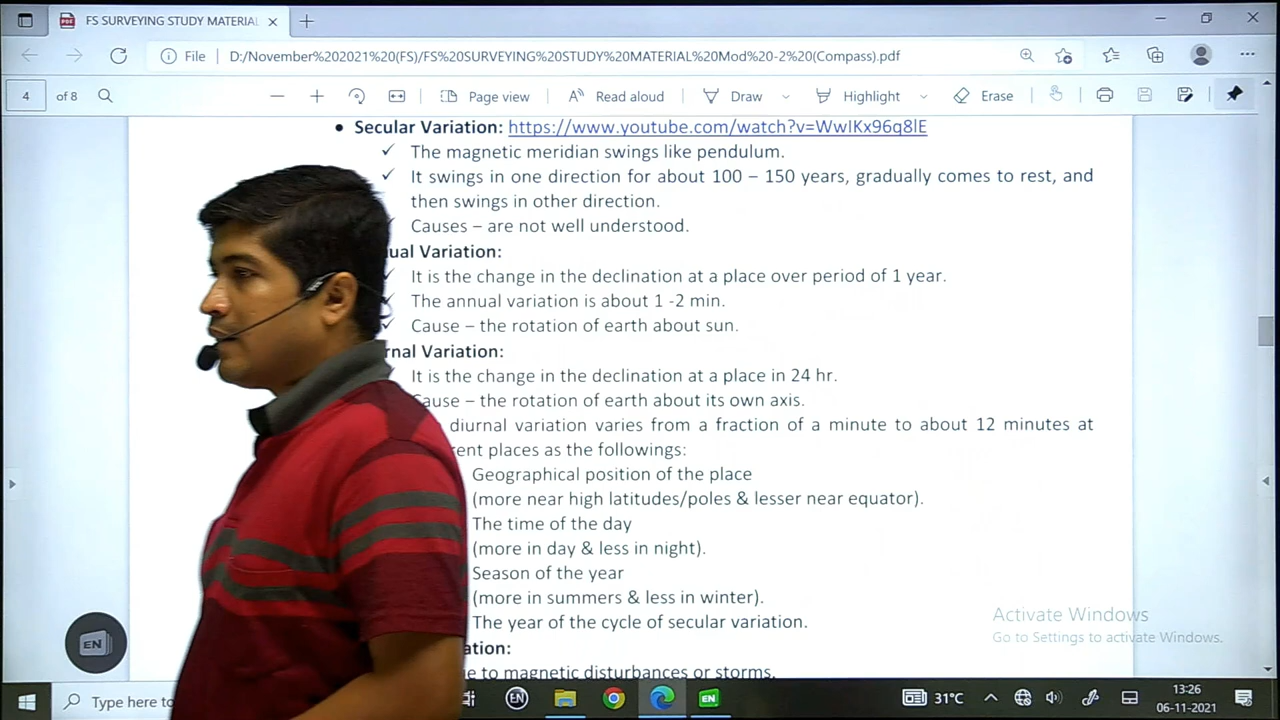 FS SURVEYING STUDY MATERIAL
File D:/November%202021%20(FS)/FS%20SURVEYING%20STUDY%20MATERIAL%20Mod%20-2%20(Compass).pdf
4 of 8 Page view Read aloud Draw Highlight Erase
• Secular Variation: https://www.youtube.com/watch?v=WwIKx96q8lE
✓ The magnetic meridian swings like pendulum.
✓ It swings in one direction for about 100 – 150 years, gradually comes to rest, and
then swings in other direction.
Causes – are not well understood.
ual Variation:
It is the change in the declination at a place over period of 1 year.
The annual variation is about 1 -2 min.
Cause – the rotation of earth about sun.
rnal Variation:
It is the change in the declination at a place in 24 hr.
Cause – the rotation of earth about its own axis.
diurnal variation varies from a fraction of a minute to about 12 minutes at
rent places as the followings:
Geographical position of the place
(more near high latitudes/poles & lesser near equator).
The time of the day
(more in day & less in night).
Season of the year
(more in summers & less in winter).
The year of the cycle of secular variation.
ation:
e to magnetic disturbances or storms.
Activate Windows
Go to Settings to activate Windows.
EN
Type here to
EN
EN
31°C
13:26
06-11-2021